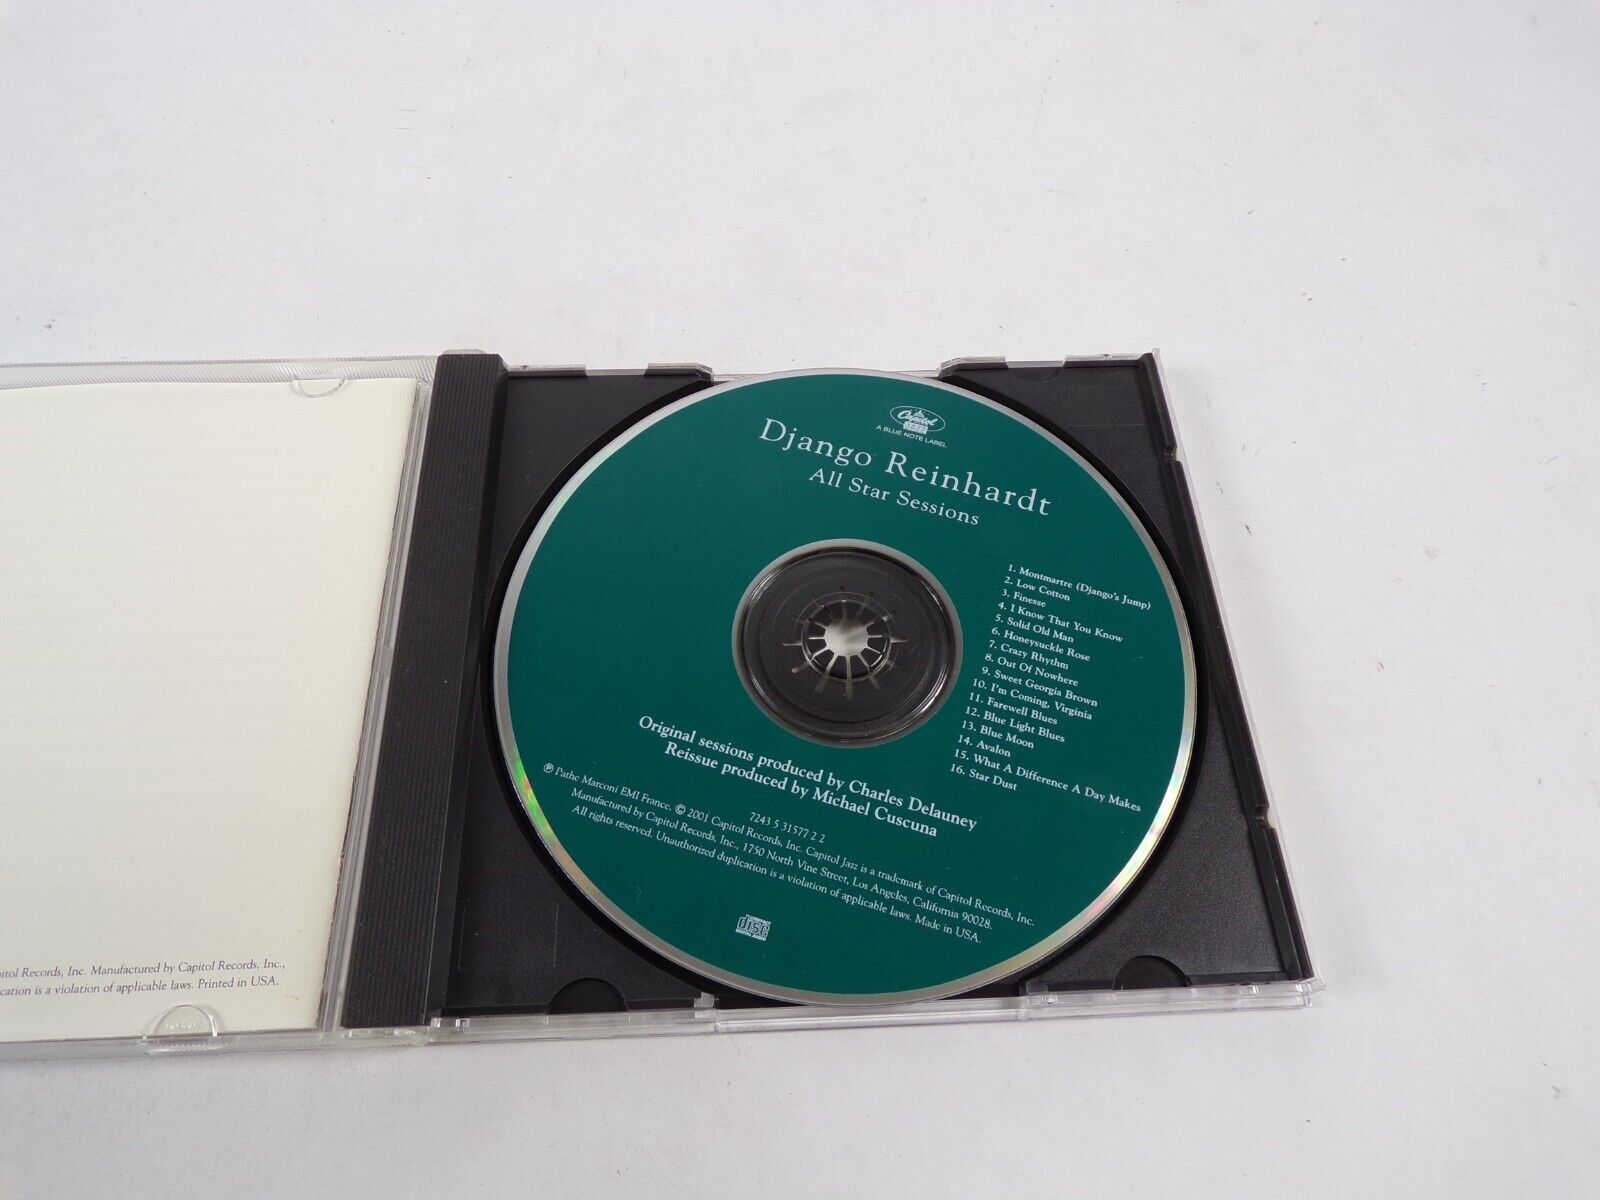 Capitol
JAZZ
A BLUE NOTE LABEL
Django Reinhardt
All Star Sessions
1. Montmartre (Django's Jump)
2. Low Cotton
3. Finesse
4. I Know That You Know
5. Solid Old Man
6. Honeysuckle Rose
7. Crazy Rhythm
8. Out Of Nowhere
9. Sweet Georgia Brown
10. I'm Coming, Virginia
11. Farewell Blues
12. Blue Light Blues
13. Blue Moon
14. Avalon
15. What A Difference A Day Makes
16. Star Dust
Original sessions produced by Charles Delauney
Reissue produced by Michael Cuscuna
7243 5 31577 2 2
℗ Pathe Marconi EMI France. © 2001 Capitol Records, Inc. Capitol Jazz is a trademark of Capitol Records, Inc.
Manufactured by Capitol Records, Inc., 1750 North Vine Street, Los Angeles, California 90028.
All rights reserved. Unauthorized duplication is a violation of applicable laws. Made in USA.
disc
itol Records, Inc. Manufactured by Capitol Records, Inc.,
ication is a violation of applicable laws. Printed in USA.